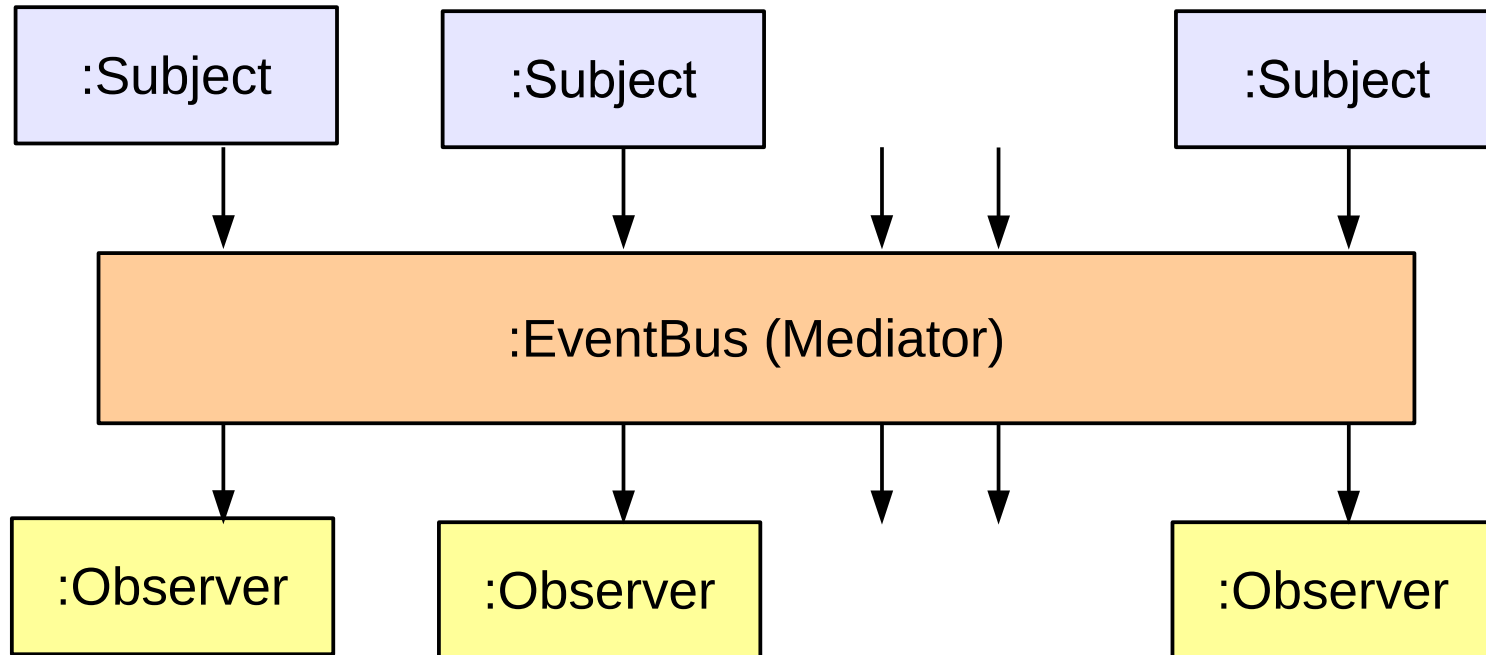 :Subject
:Subject
:Subject
:EventBus (Mediator)
:Observer
:Observer
:Observer